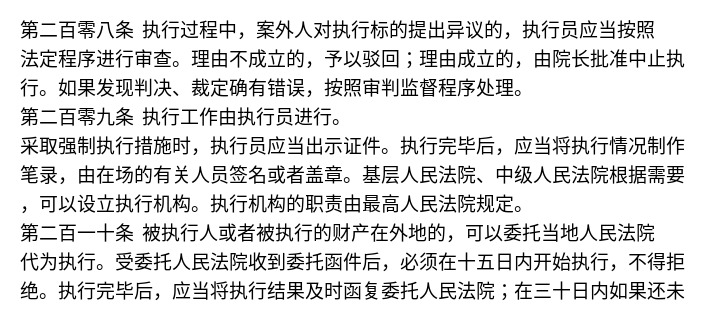 第二百零八条 执行过程中，案外人对执行标的提出异议的，执行员应当按照
法定程序进行审查。理由不成立的，予以驳回；理由成立的，由院长批准中止执
行。如果发现判决、裁定确有错误，按照审判监督程序处理。
第二百零九条 执行工作由执行员进行。
采取强制执行措施时，执行员应当出示证件。执行完毕后，应当将执行情况制作
笔录，由在场的有关人员签名或者盖章。基层人民法院、中级人民法院根据需要
，可以设立执行机构。执行机构的职责由最高人民法院规定。
第二百一十条 被执行人或者被执行的财产在外地的，可以委托当地人民法院
代为执行。受委托人民法院收到委托函件后，必须在十五日内开始执行，不得拒
绝。执行完毕后，应当将执行结果及时函复委托人民法院；在三十日内如果还未